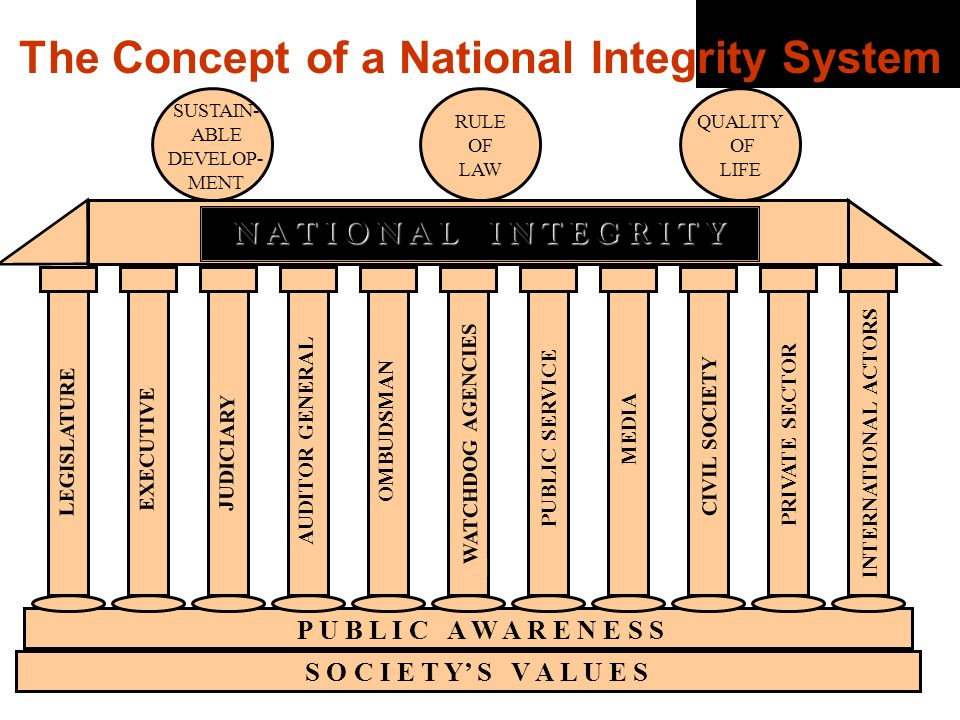 The Concept of a National Integrity System
SUSTAIN-
ABLE
DEVELOP-
MENT
RULE
OF
LAW
QUALITY
OF
LIFE
NATIONAL INTEGRITY
LEGISLATURE
EXECUTIVE
JUDICIARY
AUDITOR GENERAL
OMBUDSMAN
WATCHDOG AGENCIES
PUBLIC SERVICE
MEDIA
CIVIL SOCIETY
PRIVATE SECTOR
INTERNATIONAL ACTORS
PUBLIC AWARENESS
SOCIETY’S VALUES